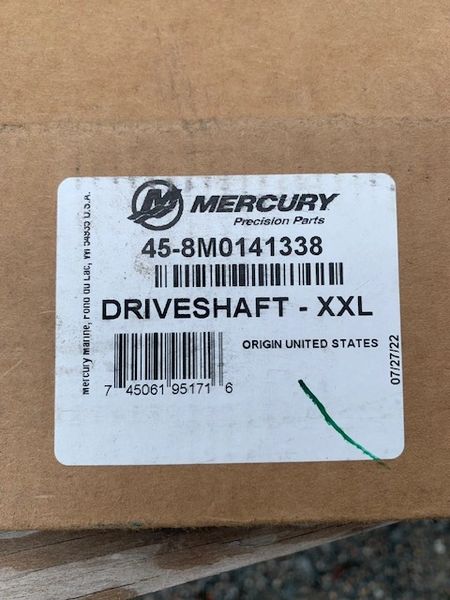 MERCURY
Precision Parts
45-8M0141338
DRIVESHAFT - XXL
ORIGIN UNITED STATES
7 45061 95171 6
07/27/22
Mercury Marine, Fond du Lac, WI 54935 U.S.A.